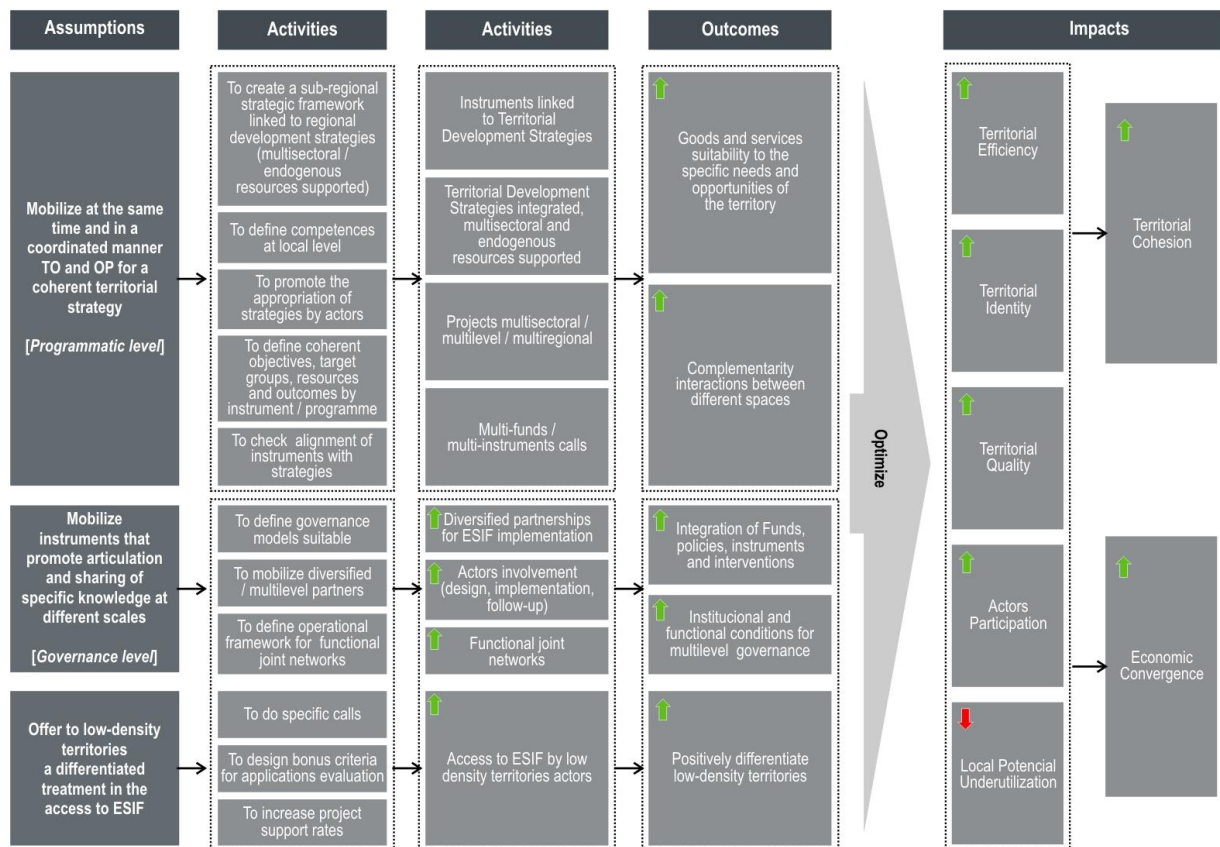 Assumptions
Activities
Activities
Outcomes
Impacts
Mobilize at the same
time and in a
coordinated manner
TO and OP for a
coherent territorial
strategy
[Programmatic level]
To create a sub-regional
strategic framework
linked to regional
development strategies
(multisectoral /
endogenous
resources supported)
To define competences
at local level
To promote the
appropriation of
strategies by actors
To define coherent
objectives, target
groups, resources
and outcomes by
instrument / programme
To check alignment of
instruments with
strategies
Instruments linked
to Territorial
Development Strategies
Territorial Development
Strategies integrated,
multisectoral and
endogenous
resources supported
Projects multisectoral /
multilevel / multiregional
Multi-funds /
multi-instruments calls
Goods and services
suitability to the
specific needs and
opportunities of
the territory
Complementarity
interactions between
different spaces
Mobilize
instruments that
promote articulation
and sharing of
specific knowledge at
different scales
[Governance level]
To define governance
models suitable
To mobilize diversified
/ multilevel partners
To define operational
framework for functional
joint networks
Diversified partnerships
for ESIF implementation
Actors involvement
(design, implementation,
follow-up)
Functional joint
networks
Integration of Funds,
policies, instruments
and interventions
Institucional and
functional conditions for
multilevel governance
Offer to low-density
territories
a differentiated
treatment in the
access to ESIF
To do specific calls
To design bonus criteria
for applications evaluation
To increase project
support rates
Access to ESIF by low
density territories actors
Positively differentiate
low-density territories
Optimize
Territorial
Efficiency
Territorial
Identity
Territorial
Quality
Actors
Participation
Local Potencial
Underutilization
Territorial
Cohesion
Economic
Convergence